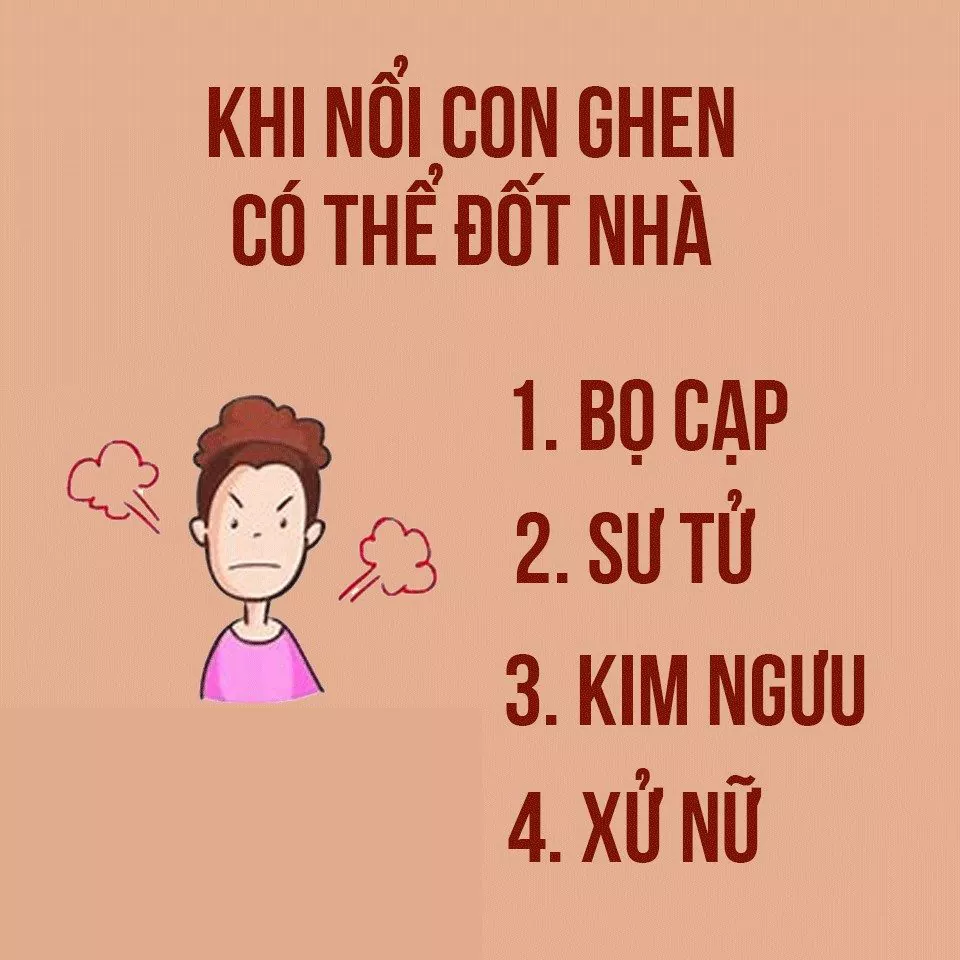 KHI NỔI CON GHEN
CÓ THỂ ĐỐT NHÀ
1. BỌ CẠP
2. SƯ TỬ
3. KIM NGƯU
4. XỬ NỮ